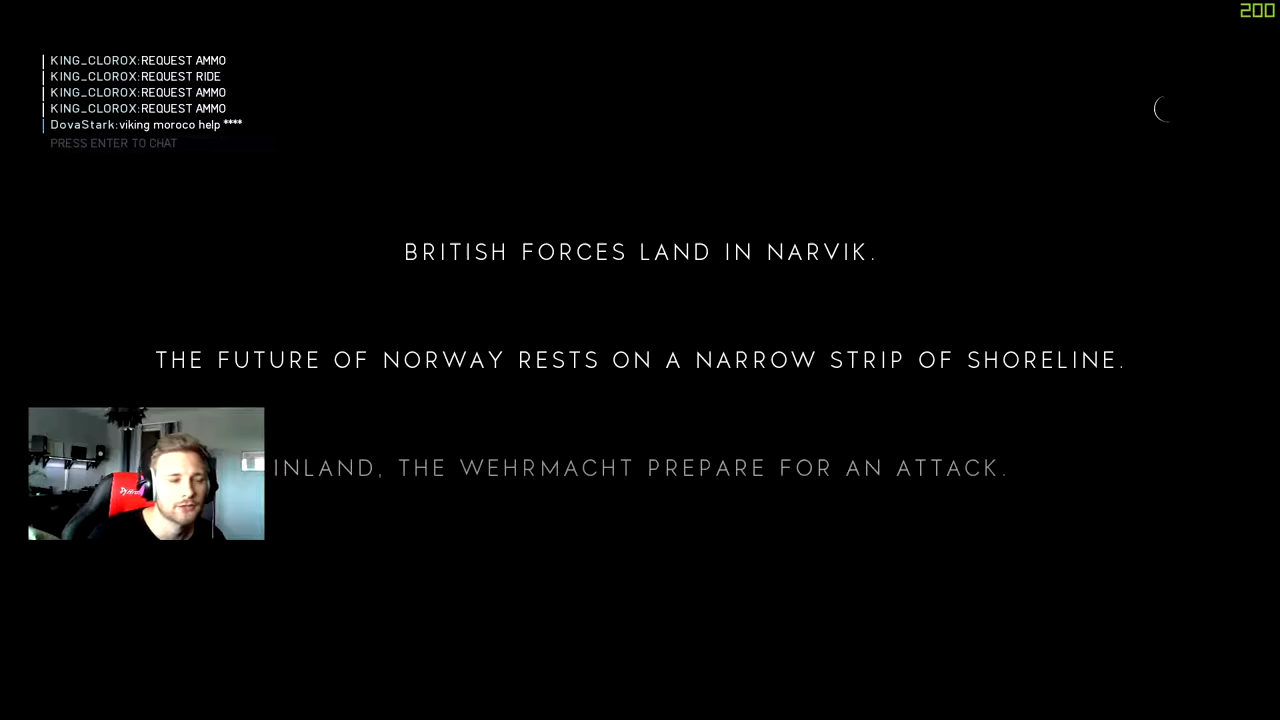 200
KING_CLOROX:REQUEST AMMO
KING_CLOROX:REQUEST RIDE
KING_CLOROX:REQUEST AMMO
KING_CLOROX:REQUEST AMMO
DovaStark:viking moroco help ****
PRESS ENTER TO CHAT
BRITISH FORCES LAND IN NARVIK.
THE FUTURE OF NORWAY RESTS ON A NARROW STRIP OF SHORELINE.
INLAND, THE WEHRMACHT PREPARE FOR AN ATTACK.